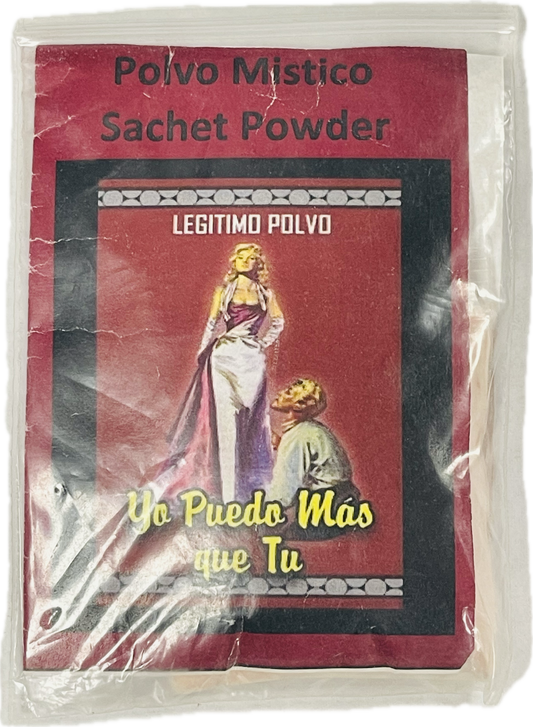 Polvo Mistico
Sachet Powder
LEGITIMO POLVO
Yo Puedo Más
que Tu